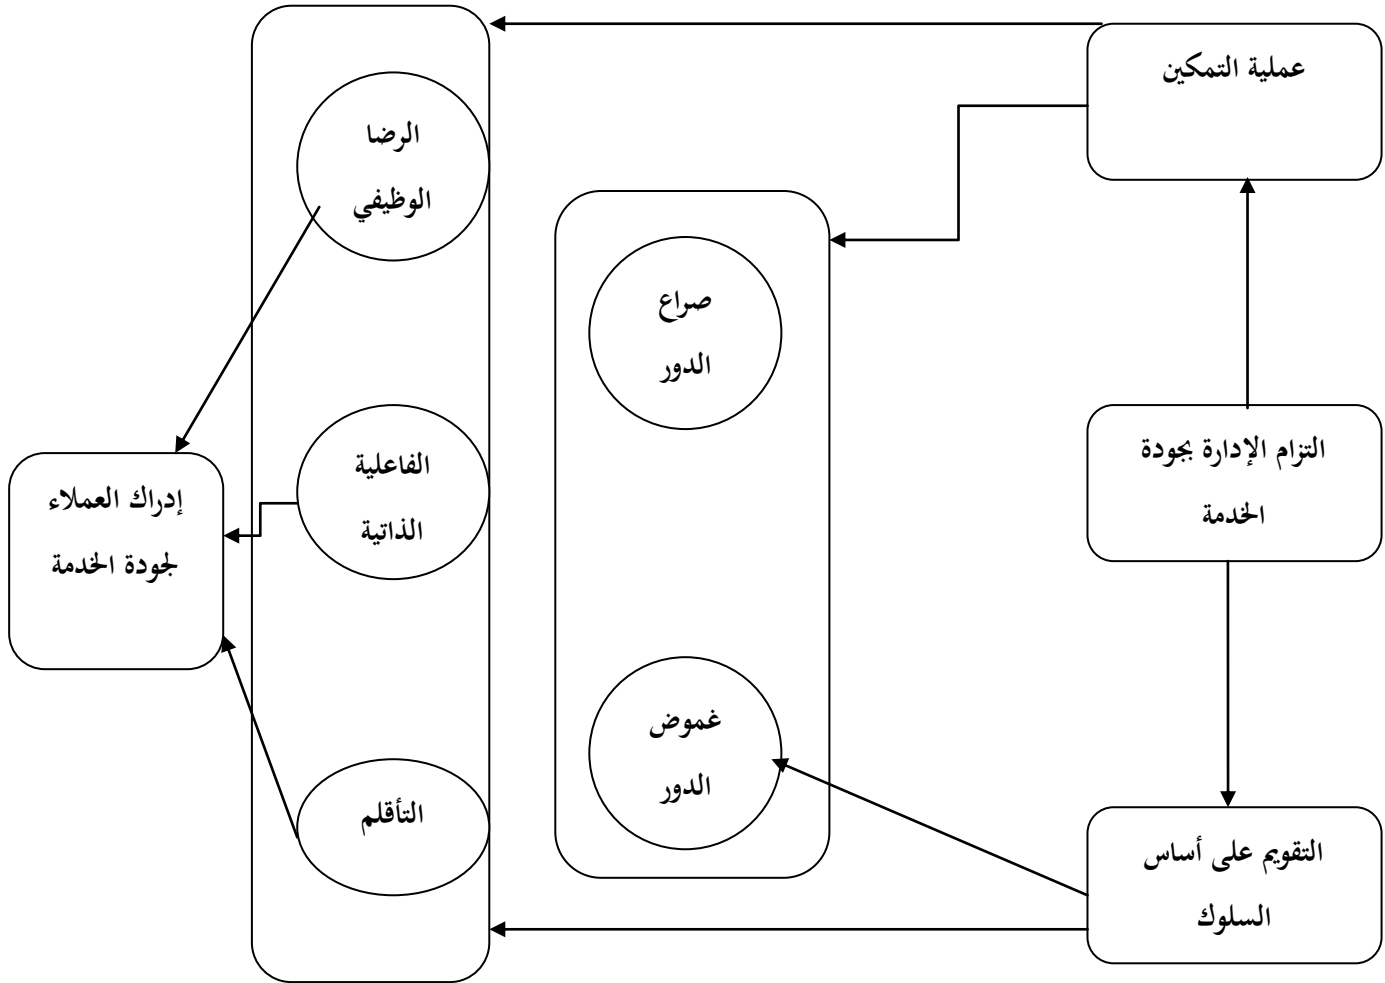 عملية التمكين
الرضا
الوظيفي
صراع
الدور
التزام الإدارة بجودة
الخدمة
الفاعلية
الذاتية
إدراك العملاء
لجودة الخدمة
غموض
الدور
التأقلم
التقويم على أساس
السلوك